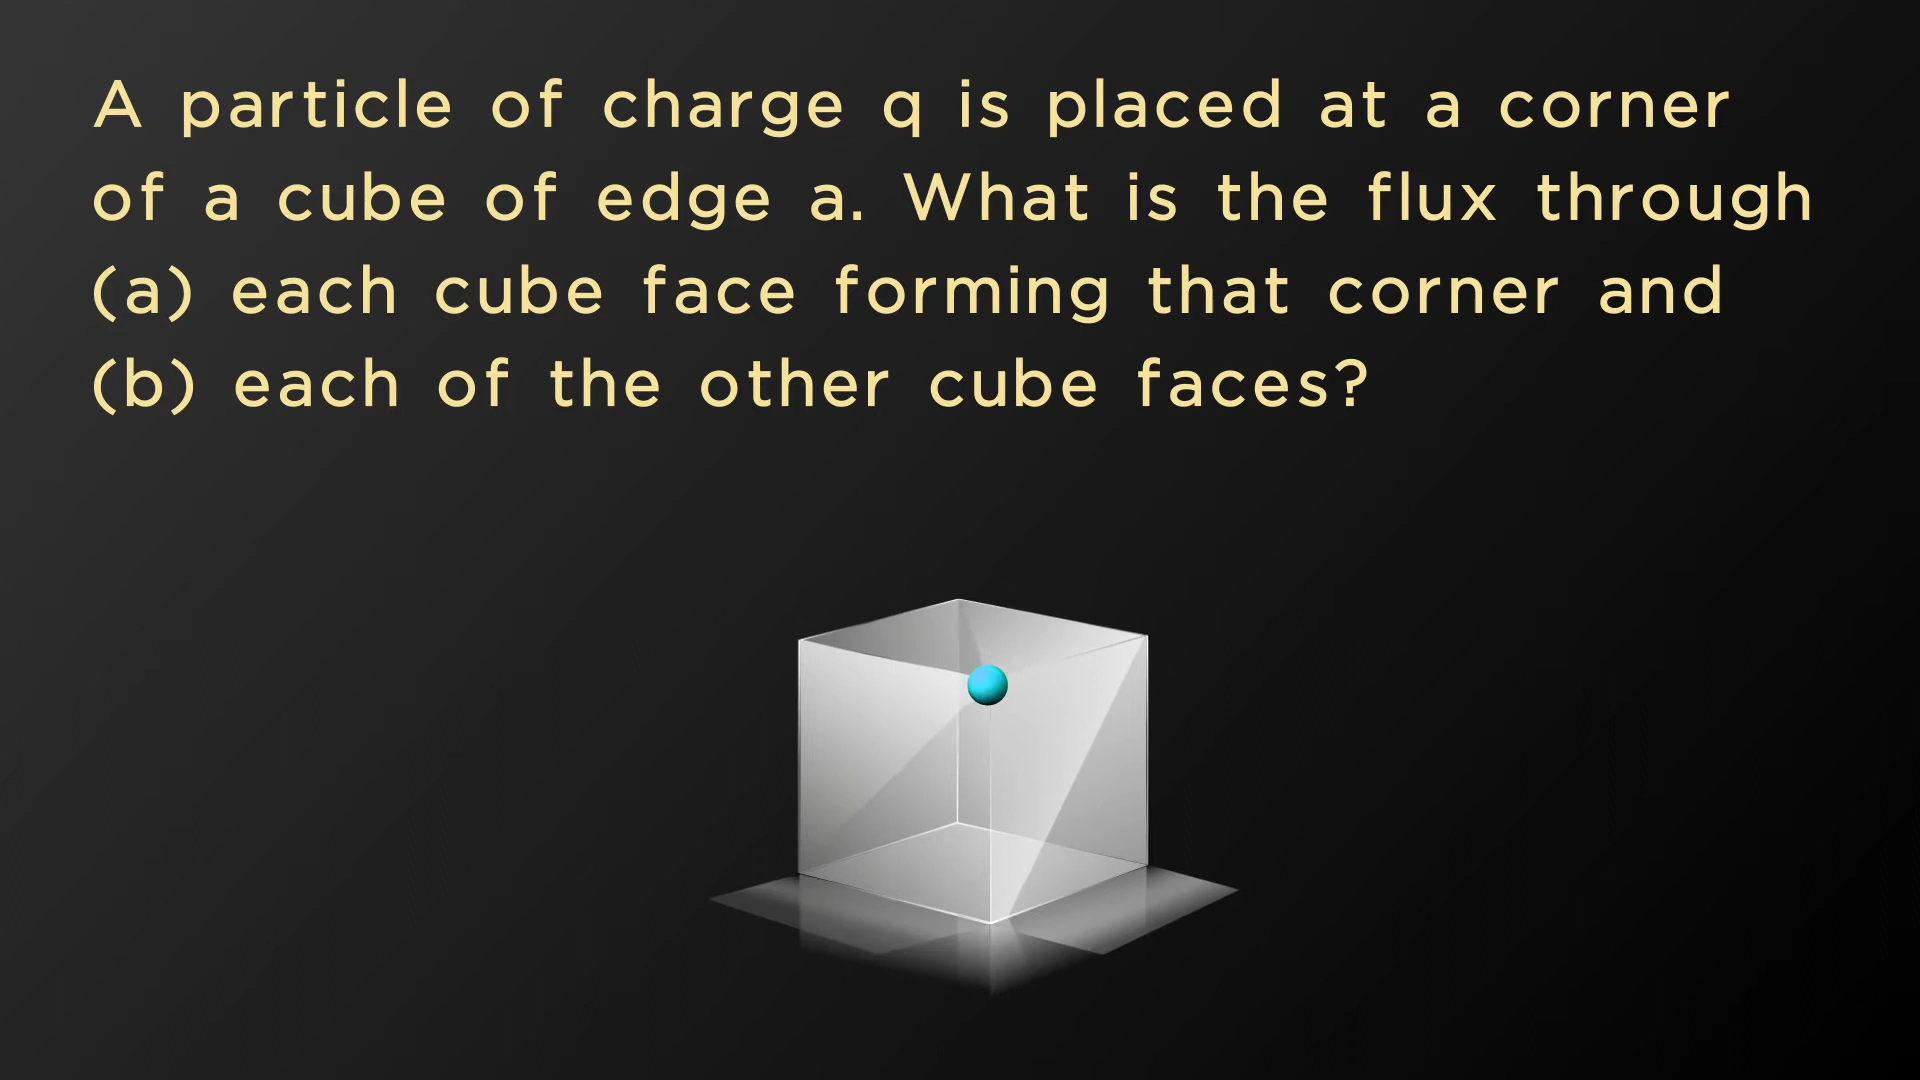 A particle of charge q is placed at a corner
of a cube of edge a. What is the flux through
(a) each cube face forming that corner and
(b) each of the other cube faces?